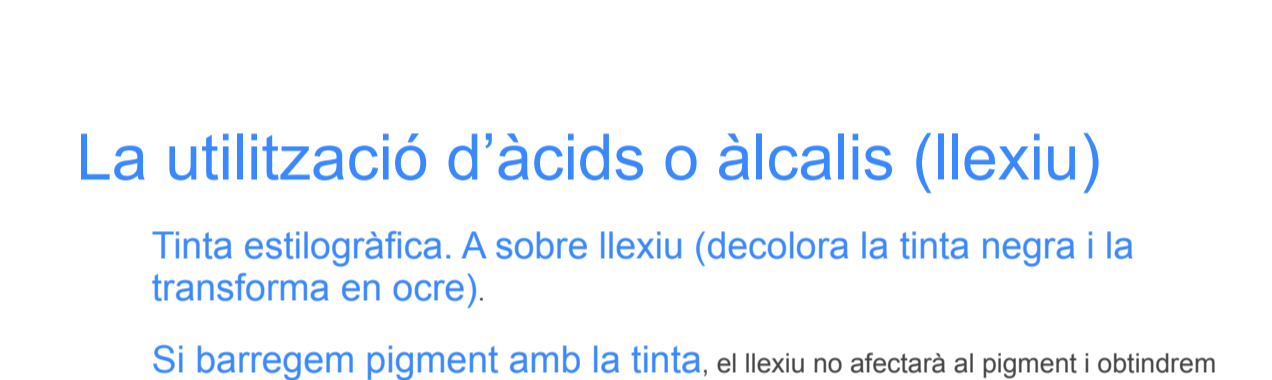 La utilització d’àcids o àlcalis (llexiu)
Tinta estilogràfica. A sobre llexiu (decolora la tinta negra i la
transforma en ocre).
Si barregem pigment amb la tinta, el llexiu no afectarà al pigment i obtindrem